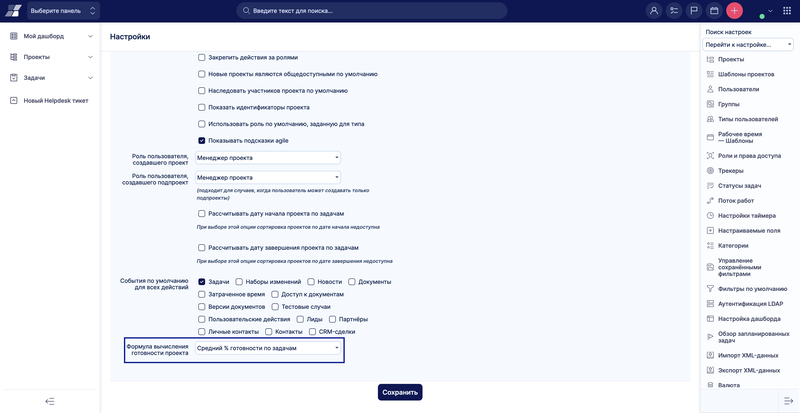 Выберите панель
Введите текст для поиска...
Мой дашборд
Проекты
Задачи
Новый Helpdesk тикет
Настройки
Закрепить действия за ролями
Новые проекты являются общедоступными по умолчанию
Наследовать участников проекта по умолчанию
Показать идентификаторы проекта
Использовать роль по умолчанию, заданную для типа
Показывать подсказки agile
Роль пользователя,
создавшего проект
Менеджер проекта
Роль пользователя,
создавшего подпроект
Менеджер проекта
(подходит для случаев, когда пользователь может создавать только
подпроекты)
Рассчитывать дату начала проекта по задачам
При выборе этой опции сортировка проектов по дате начала недоступна
Рассчитывать дату завершения проекта по задачам
При выборе этой опции сортировка проектов по дате завершения недоступна
События по умолчанию
для всех действий
Задачи Наборы изменений Новости Документы
Затраченное время Доступ к документам
Версии документов Тестовые случаи
Пользовательские действия Лиды Партнёры
Личные контакты Контакты CRM-сделки
Формула вычисления
готовности проекта
Средний % готовности по задачам
Сохранить
Поиск настроек
Перейти к настройке...
Проекты
Шаблоны проектов
Пользователи
Группы
Типы пользователей
Рабочее время
— Шаблоны
Роли и права доступа
Трекеры
Статусы задач
Поток работ
Настройки таймера
Настраиваемые поля
Категории
Управление
сохранёнными
фильтрами
Фильтры по умолчанию
Аутентификация LDAP
Настройка дашборда
Обзор запланированных
задач
Импорт XML-данных
Экспорт XML-данных
Валюта